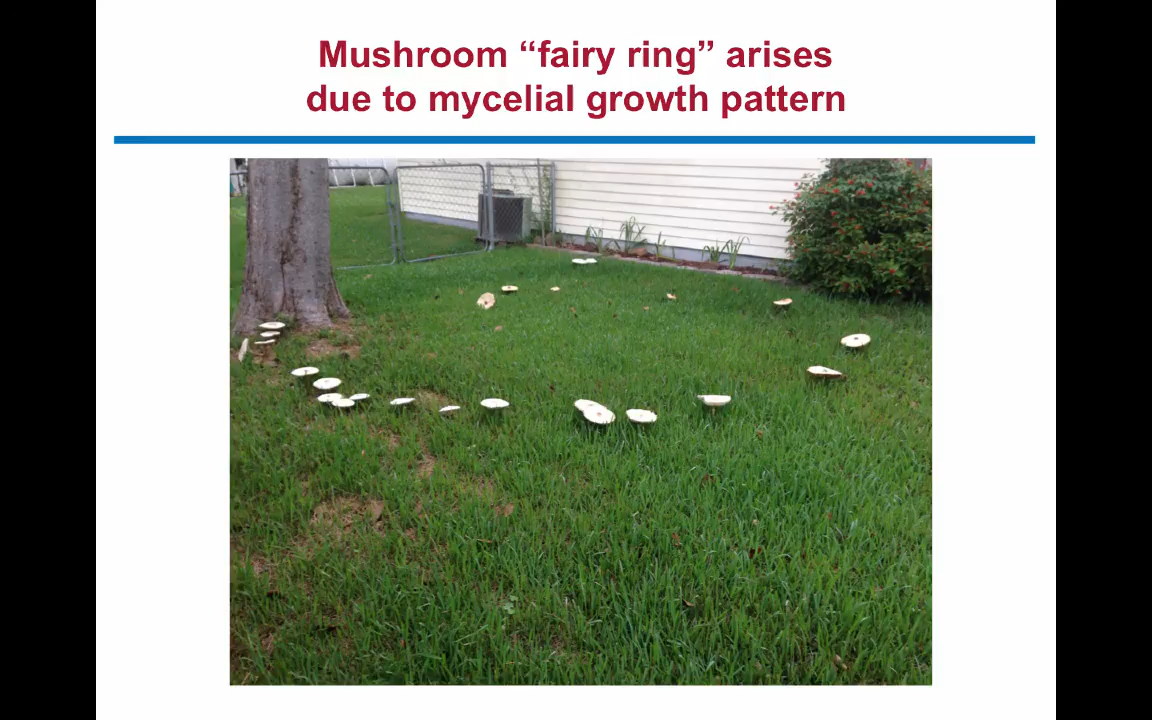 Mushroom “fairy ring” arises
due to mycelial growth pattern